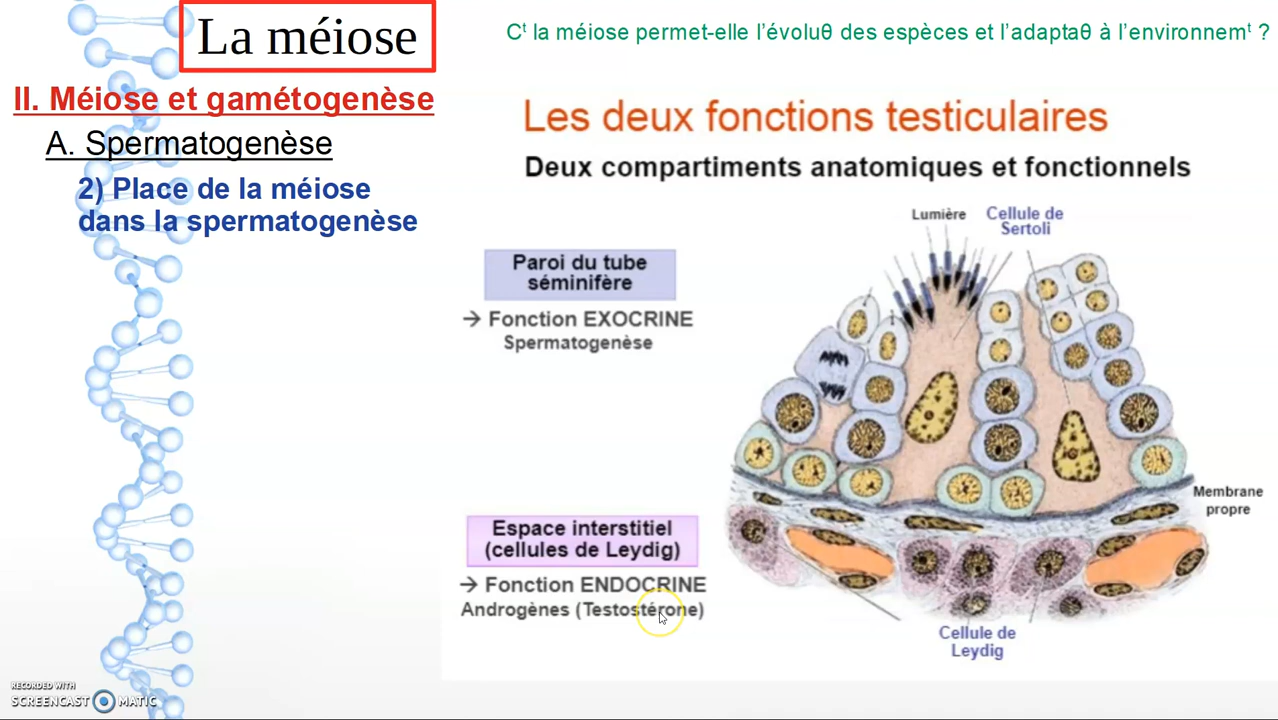 La méiose
Cᵗ la méiose permet-elle l’évoluθ des espèces et l’adaptaθ à l’environnemᵗ ?
II. Méiose et gamétogenèse
A. Spermatogenèse
2) Place de la méiose
dans la spermatogenèse
Les deux fonctions testiculaires
Deux compartiments anatomiques et fonctionnels
Lumière
Cellule de
Sertoli
Paroi du tube
séminifère
→ Fonction EXOCRINE
Spermatogenèse
Membrane
propre
Espace interstitiel
(cellules de Leydig)
→ Fonction ENDOCRINE
Androgènes (Testostérone)
Cellule de
Leydig
RECORDED WITH
SCREENCAST MATIC